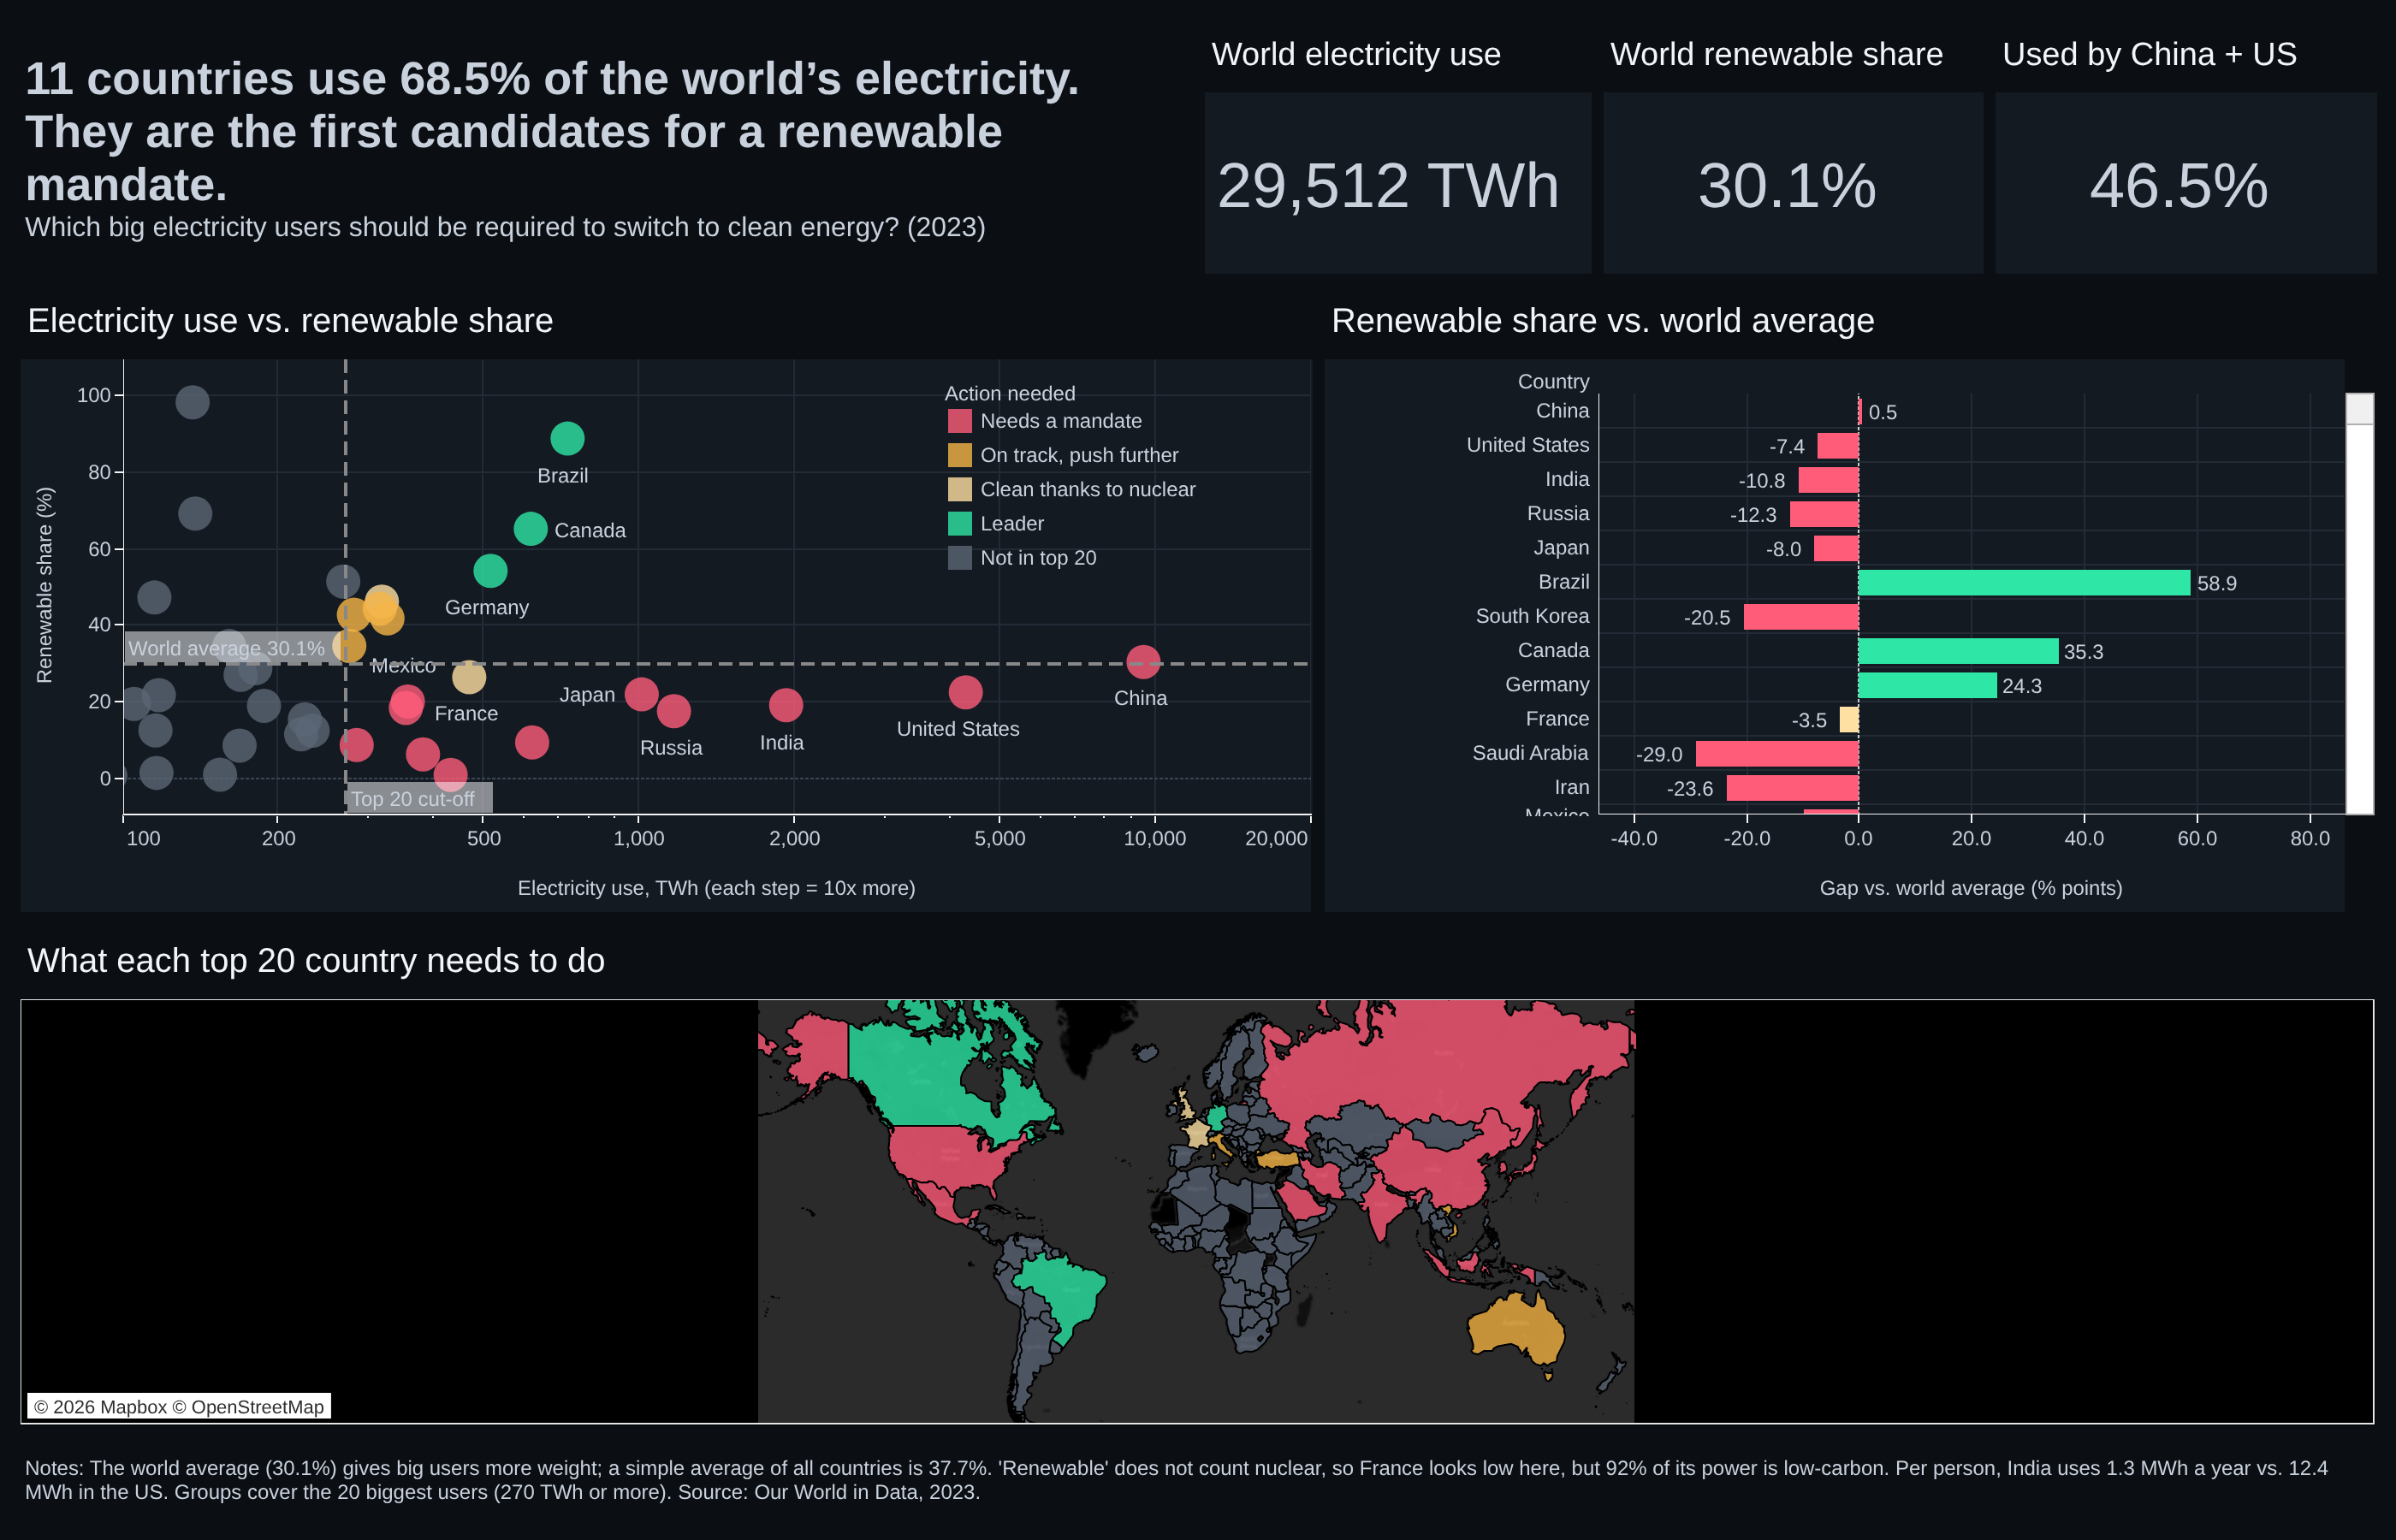 11 countries use 68.5% of the world’s electricity.
They are the first candidates for a renewable
mandate.
Which big electricity users should be required to switch to clean energy? (2023)
World electricity use
29,512 TWh
World renewable share
30.1%
Used by China + US
46.5%
Electricity use vs. renewable share
Renewable share (%)
100
80
60
40
20
0
Action needed
Needs a mandate
On track, push further
Clean thanks to nuclear
Leader
Not in top 20
Brazil
Canada
Germany
World average 30.1%
Mexico
Japan
France
China
United States
Russia
India
Top 20 cut-off
100
200
500
1,000
2,000
5,000
10,000
20,000
Electricity use, TWh (each step = 10x more)
Renewable share vs. world average
Country
China 0.5
United States -7.4
India -10.8
Russia -12.3
Japan -8.0
Brazil 58.9
South Korea -20.5
Canada 35.3
Germany 24.3
France -3.5
Saudi Arabia -29.0
Iran -23.6
Mexico
-40.0
-20.0
0.0
20.0
40.0
60.0
80.0
Gap vs. world average (% points)
What each top 20 country needs to do
© 2026 Mapbox © OpenStreetMap
Notes: The world average (30.1%) gives big users more weight; a simple average of all countries is 37.7%. 'Renewable' does not count nuclear, so France looks low here, but 92% of its power is low-carbon. Per person, India uses 1.3 MWh a year vs. 12.4
MWh in the US. Groups cover the 20 biggest users (270 TWh or more). Source: Our World in Data, 2023.